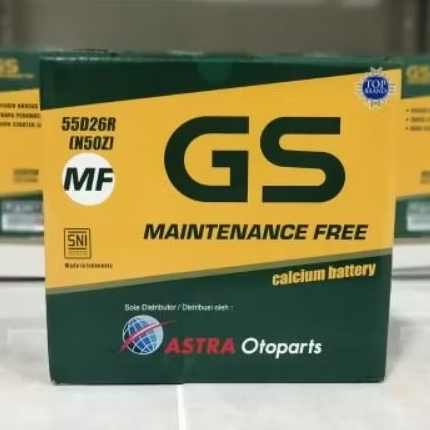 GS
TOP
BRAND
55D26R
(N50Z)
GS
MF
MAINTENANCE FREE
SNI
Made in Indonesia
calcium battery
Sole Distributor / Distribusi oleh :
ASTRA Otoparts